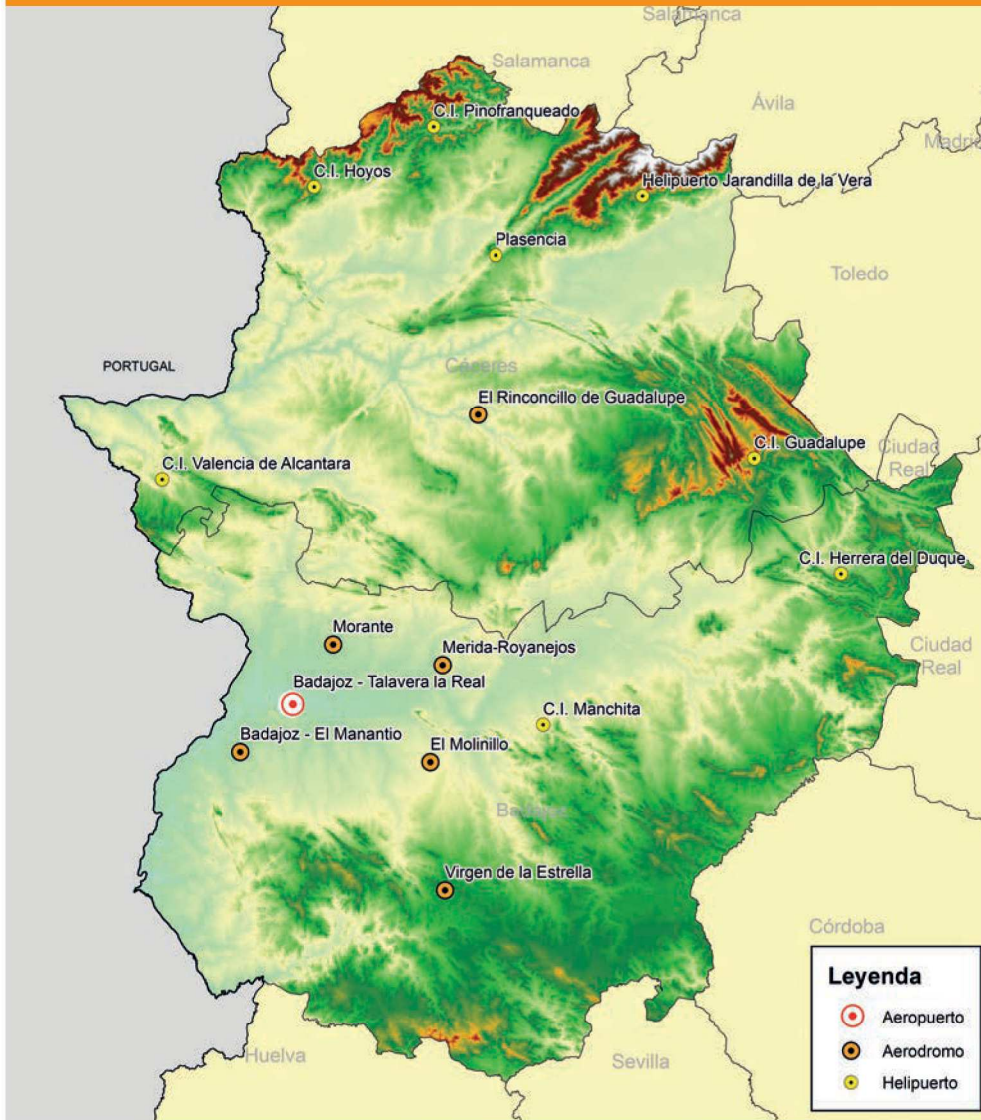 Salamanca
Salamanca
Ávila
C.I. Pinofranqueado
Madrid
C.I. Hoyos
Helipuerto Jarandilla de la Vera
Plasencia
Toledo
PORTUGAL
Cáceres
El Rinconcillo de Guadalupe
C.I. Guadalupe
Ciudad
Real
C.I. Valencia de Alcantara
C.I. Herrera del Duque
Morante
Merida-Royanejos
Ciudad
Real
Badajoz - Talavera la Real
C.I. Manchita
Badajoz - El Manantio
El Molinillo
Badajoz
Virgen de la Estrella
Córdoba
Leyenda
Aeropuerto
Aerodromo
Helipuerto
Huelva
Sevilla